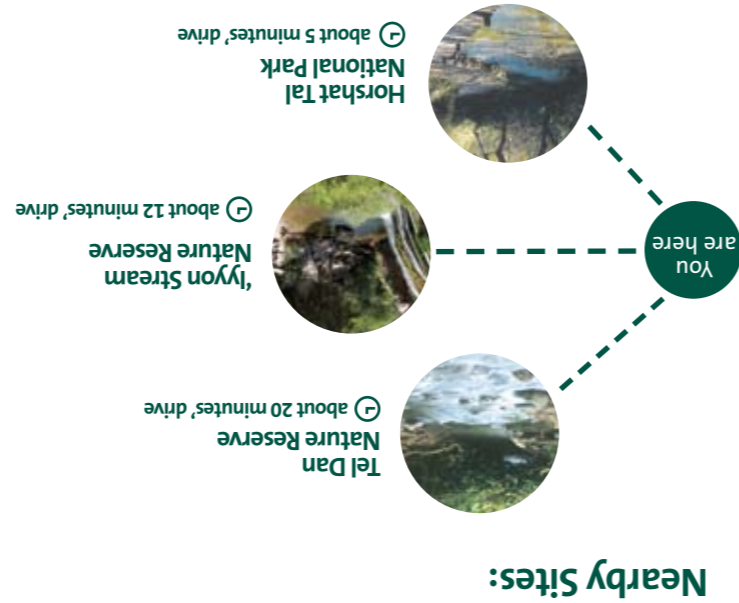 Nearby Sites:
Tel Dan
Nature Reserve
about 20 minutes' drive
You
are here
'Iyyon Stream
Nature Reserve
about 12 minutes' drive
Horshat Tal
National Park
about 5 minutes' drive